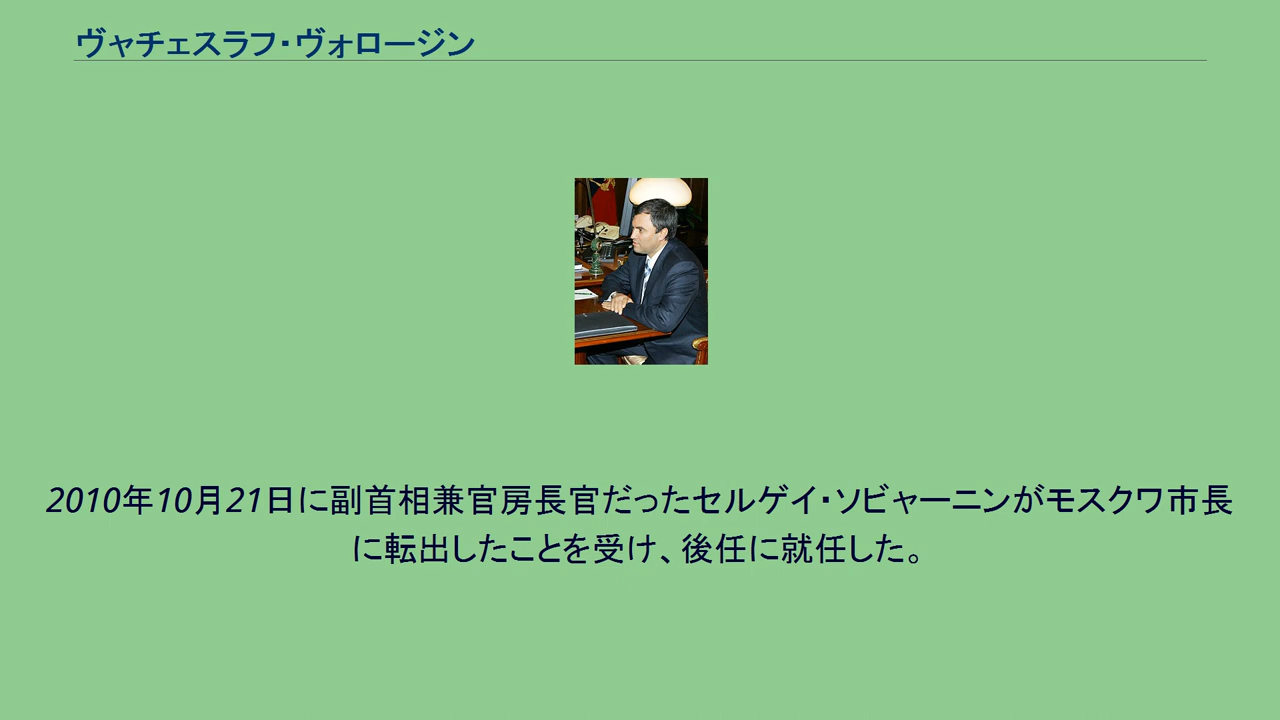 ヴャチェスラフ・ヴォロージン
2010年10月21日に副首相兼官房長官だったセルゲイ・ソビャーニンがモスクワ市長
に転出したことを受け、後任に就任した。